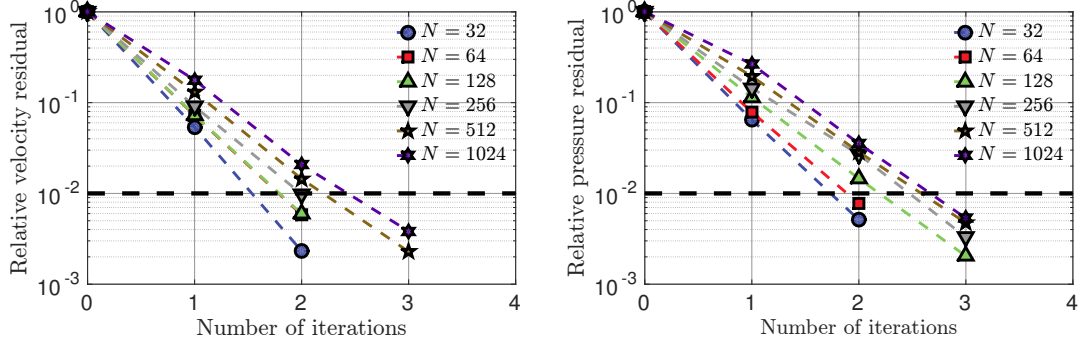 10^0
10^-1
10^-2
10^-3
0 1 2 3 4
Relative velocity residual
Number of iterations
N = 32
N = 64
N = 128
N = 256
N = 512
N = 1024
10^0
10^-1
10^-2
10^-3
0 1 2 3 4
Relative pressure residual
Number of iterations
N = 32
N = 64
N = 128
N = 256
N = 512
N = 1024